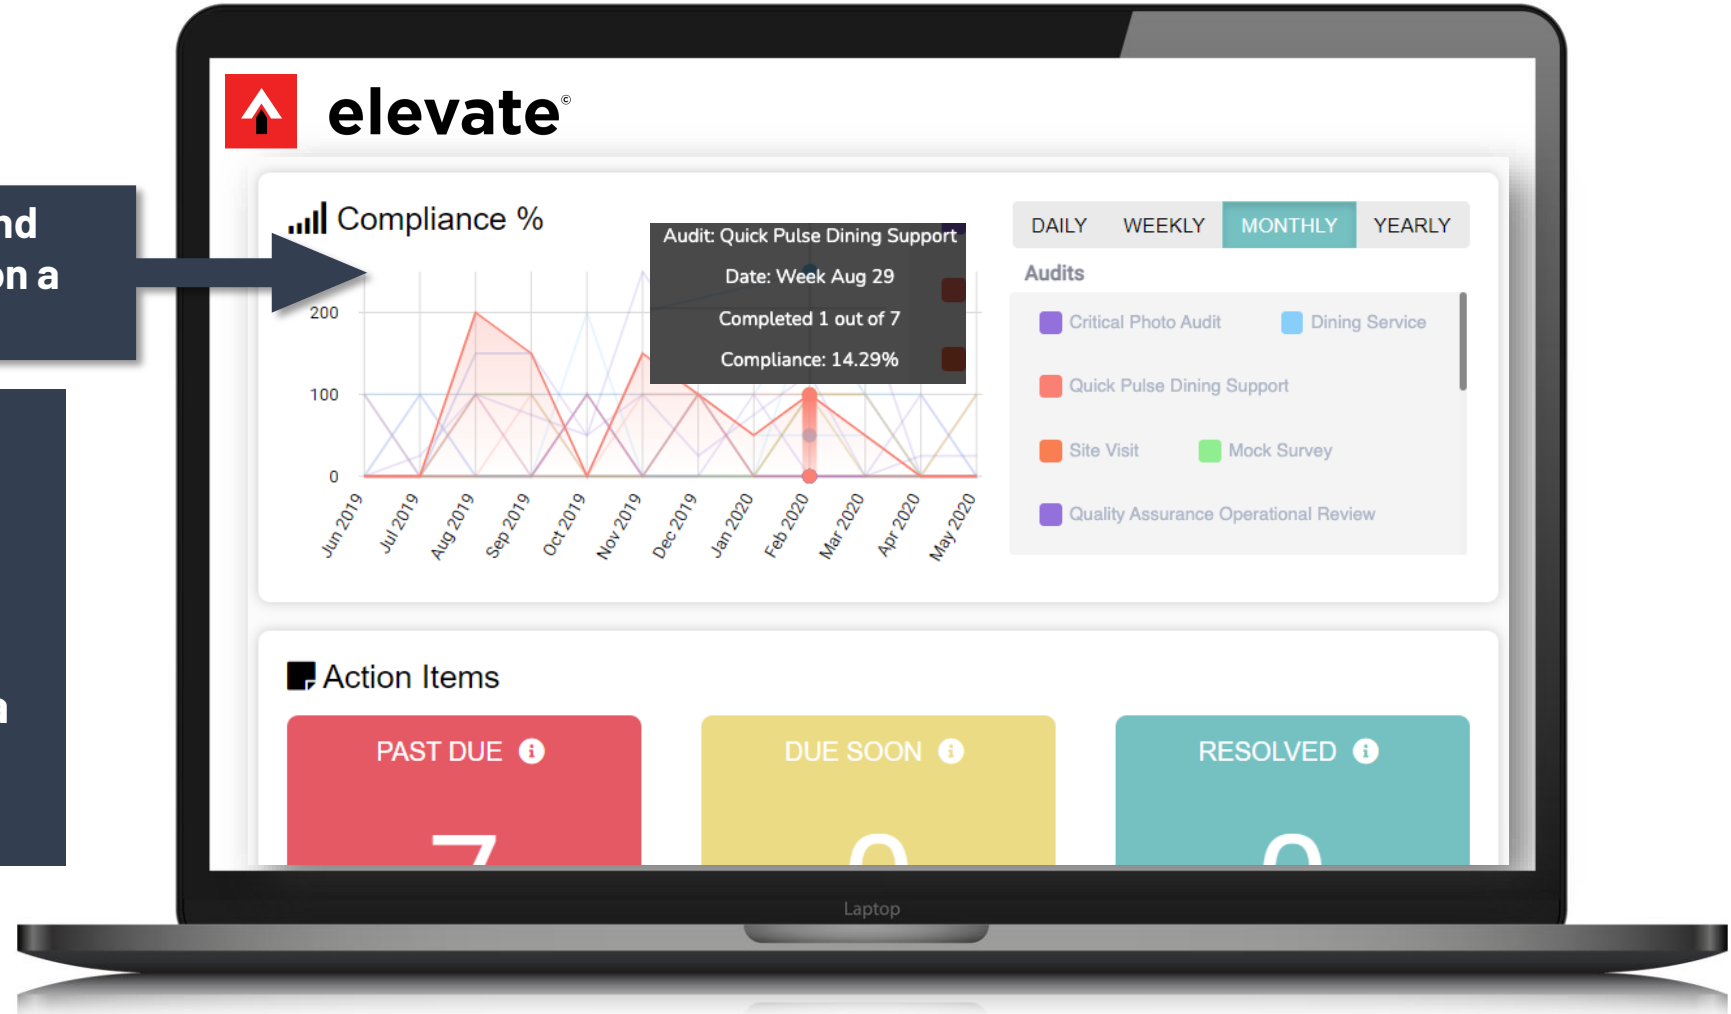 elevate©
nd
on a
Compliance %
Audit: Quick Pulse Dining Support
Date: Week Aug 29
Completed 1 out of 7
Compliance: 14.29%
DAILY WEEKLY MONTHLY YEARLY
Audits
Critical Photo Audit Dining Service
Quick Pulse Dining Support
Site Visit Mock Survey
Quality Assurance Operational Review
200
100
0
Jun 2019 Jul 2019 Aug 2019 Sep 2019 Oct 2019 Nov 2019 Dec 2019 Jan 2020 Feb 2020 Mar 2020 Apr 2020 May 2020
Action Items
a
PAST DUE DUE SOON RESOLVED
7 0 0
Laptop